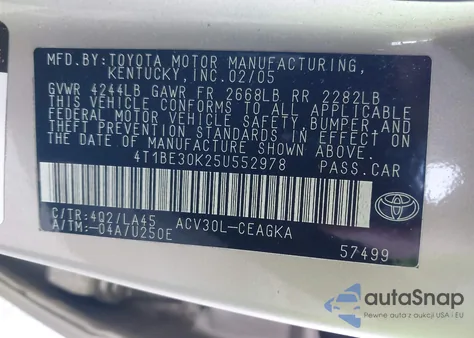 MFD.BY:TOYOTA MOTOR MANUFACTURING,
KENTUCKY,INC.02/05
GVWR 4244LB GAWR FR 2668LB RR 2282LB
THIS VEHICLE CONFORMS TO ALL APPLICABLE
FEDERAL MOTOR VEHICLE SAFETY, BUMPER, AND
THEFT PREVENTION STANDARDS IN EFFECT ON
THE DATE OF MANUFACTURE SHOWN ABOVE.
4T1BE30K25U552978 PASS.CAR
C/TR:4Q2/LA45 ACV30L-CEAGKA
A/TM:-04A/U250E
TOYOTA
57499
autaSnap
Pewne auta z aukcji USA i EU